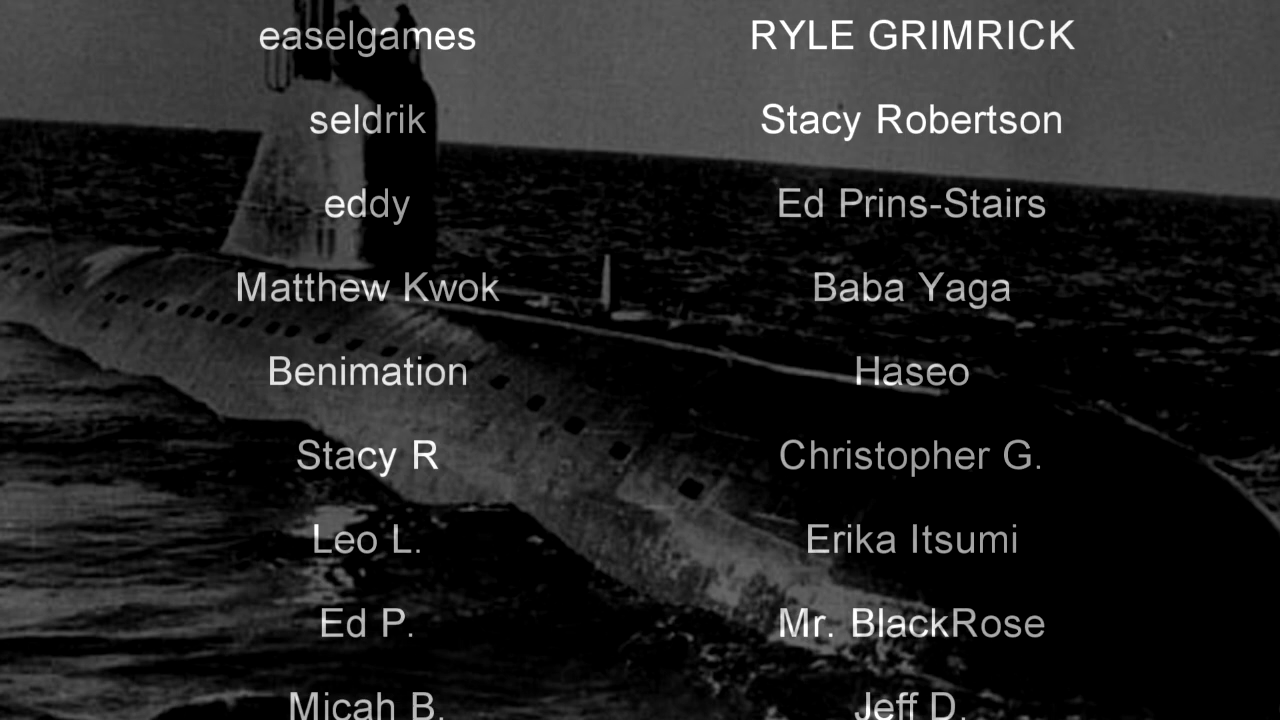 easelgames RYLE GRIMRICK
seldrik Stacy Robertson
eddy Ed Prins-Stairs
Matthew Kwok Baba Yaga
Benimation Haseo
Stacy R Christopher G.
Leo L. Erika Itsumi
Ed P. Mr. BlackRose
Micah B. Jeff D.